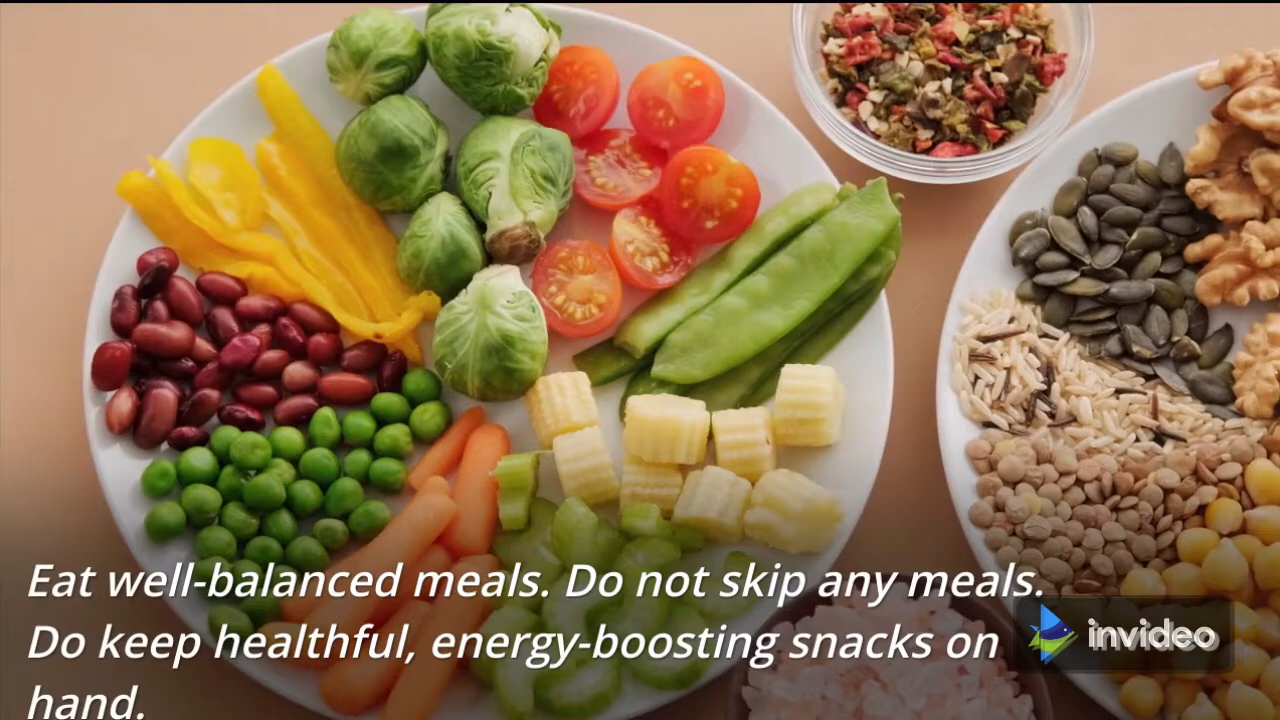 Eat well-balanced meals. Do not skip any meals.
Do keep healthful, energy-boosting snacks on
hand.
invideo